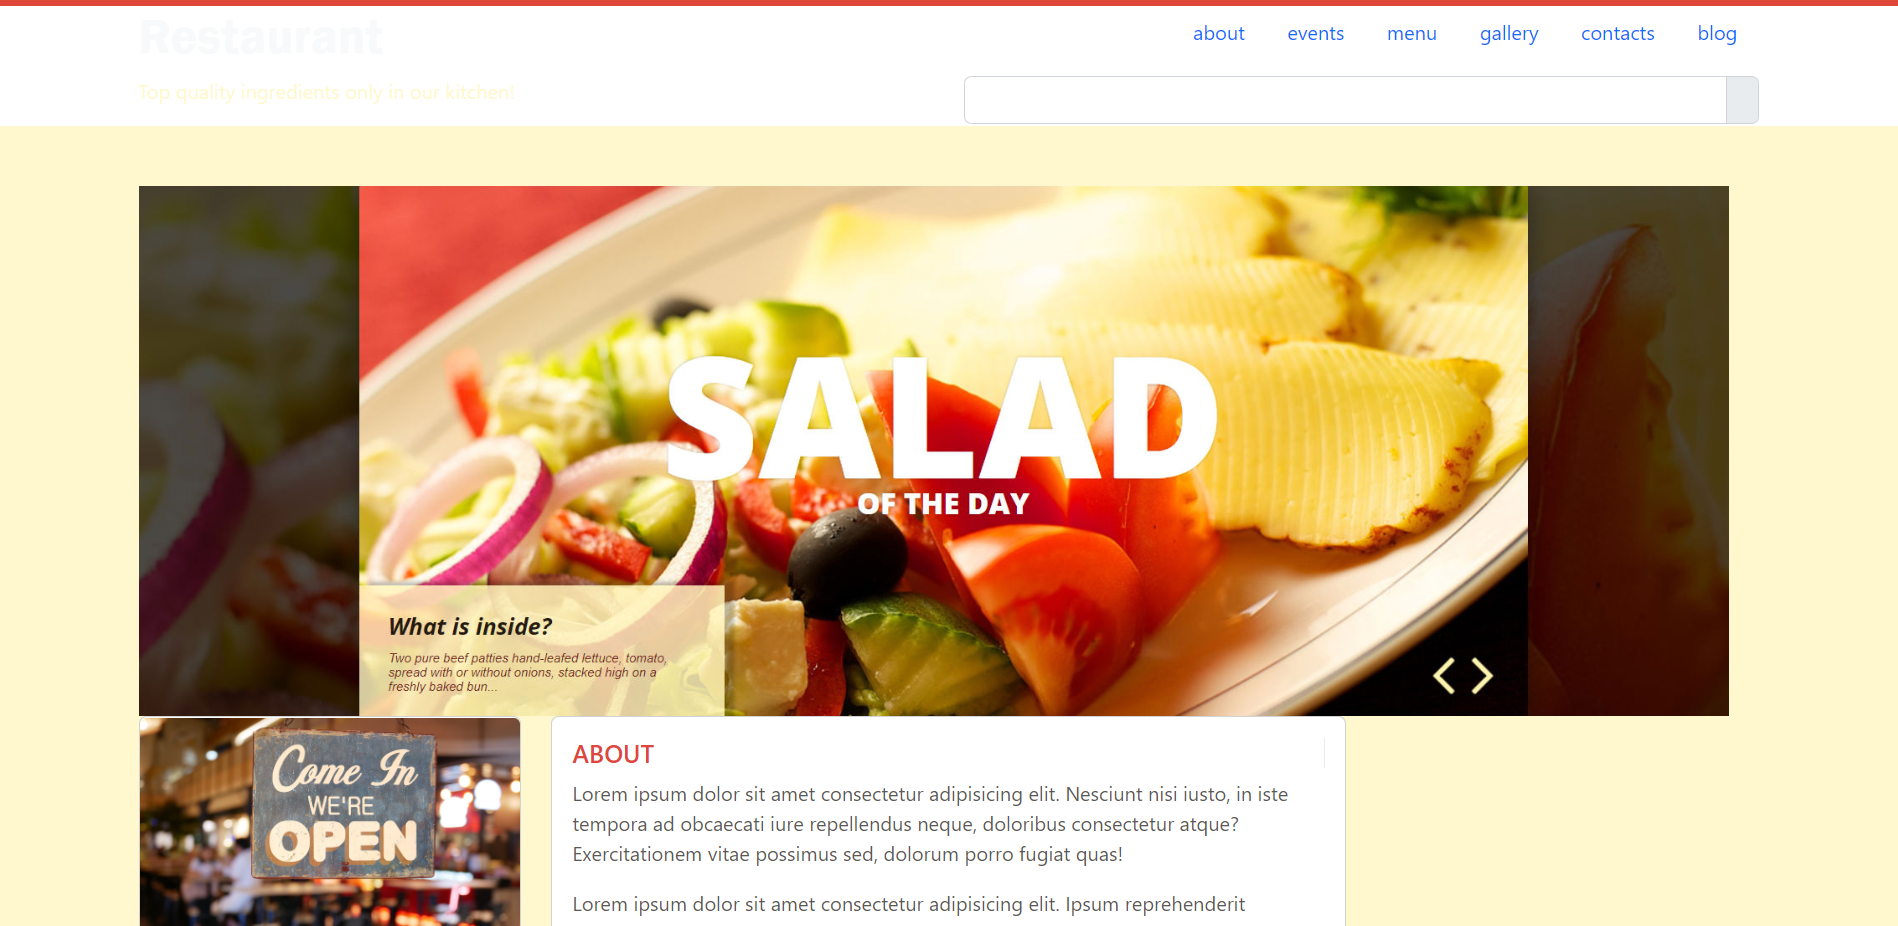 Restaurant
about events menu gallery contacts blog
Top quality ingredients only in our kitchen!
SALAD
OF THE DAY
What is inside?
Two pure beef patties hand-leafed lettuce, tomato,
spread with or without onions, stacked high on a
freshly baked bun...
Come In
WE'RE
OPEN
ABOUT
Lorem ipsum dolor sit amet consectetur adipisicing elit. Nesciunt nisi iusto, in iste
tempora ad obcaecati iure repellendus neque, doloribus consectetur atque?
Exercitationem vitae possimus sed, dolorum porro fugiat quas!
Lorem ipsum dolor sit amet consectetur adipisicing elit. Ipsum reprehenderit